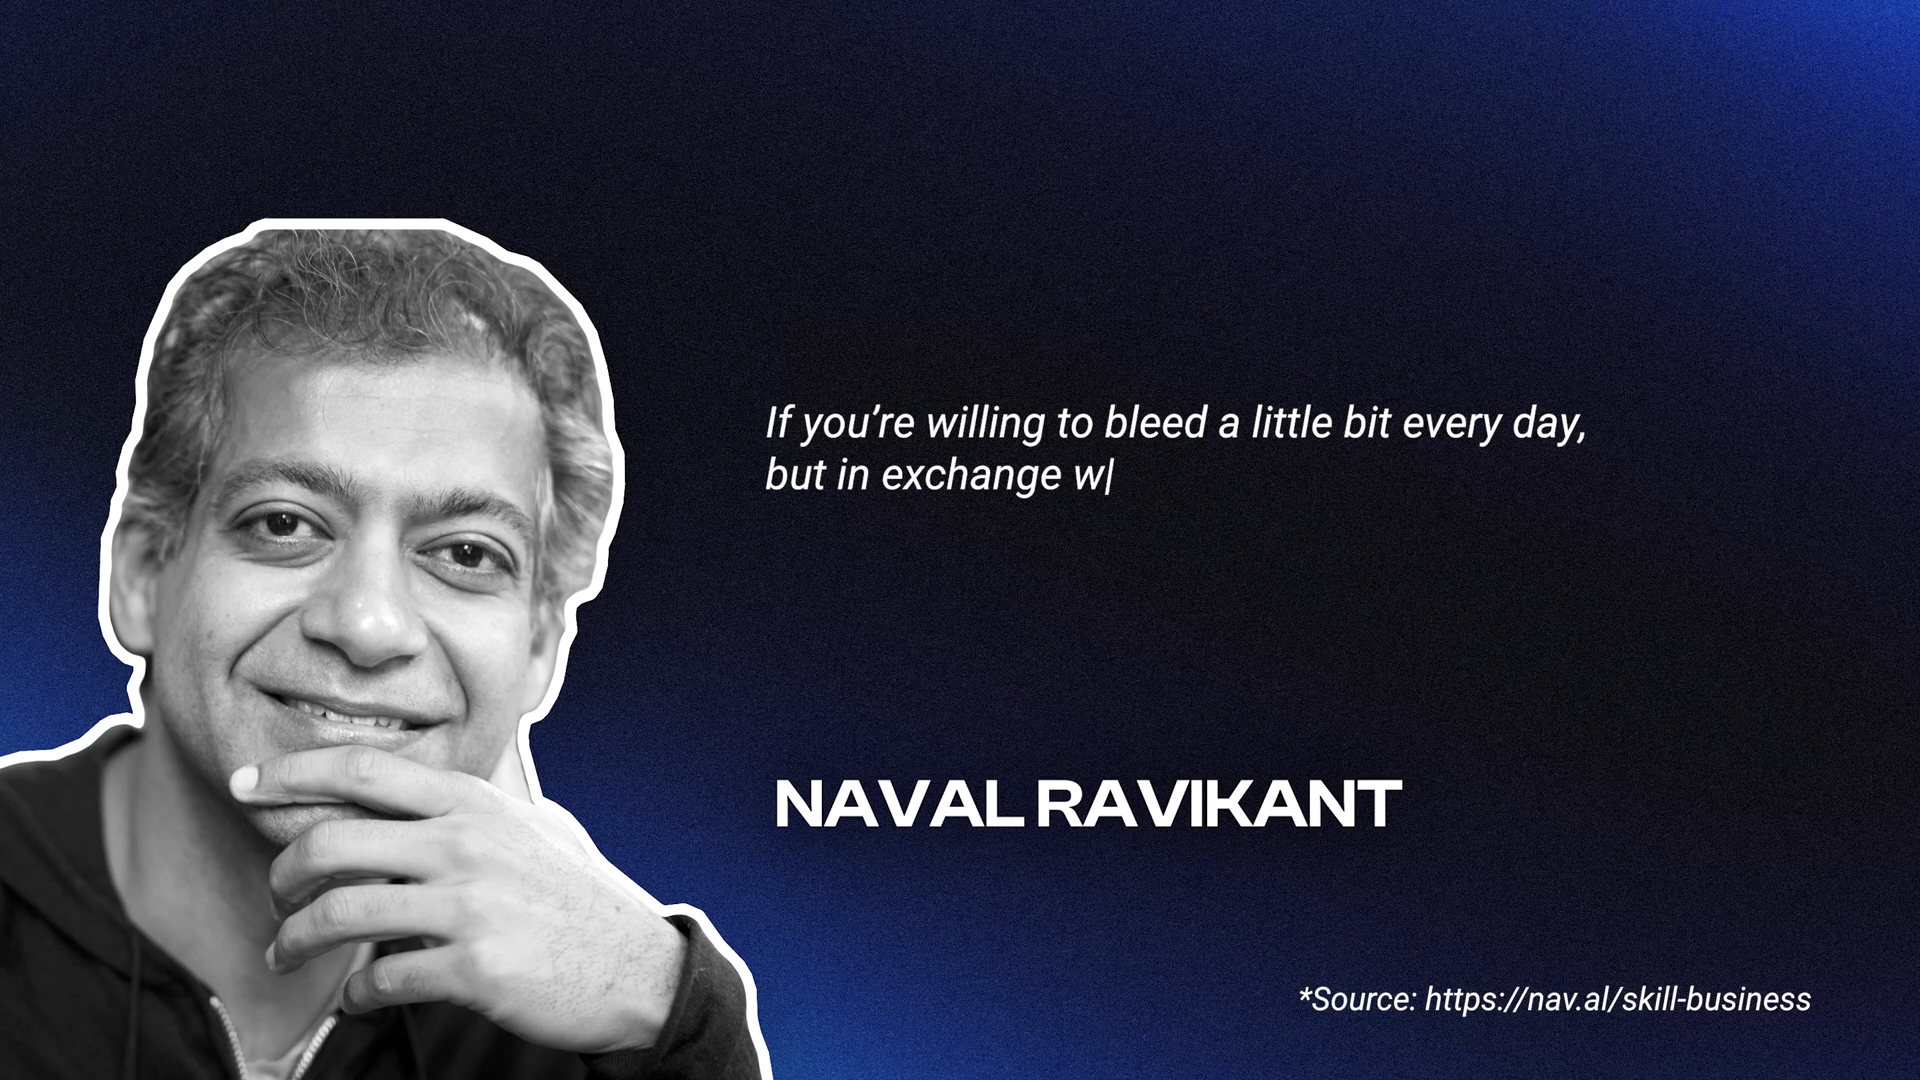 If you’re willing to bleed a little bit every day,
but in exchange w|
NAVAL RAVIKANT
*Source: https://nav.al/skill-business